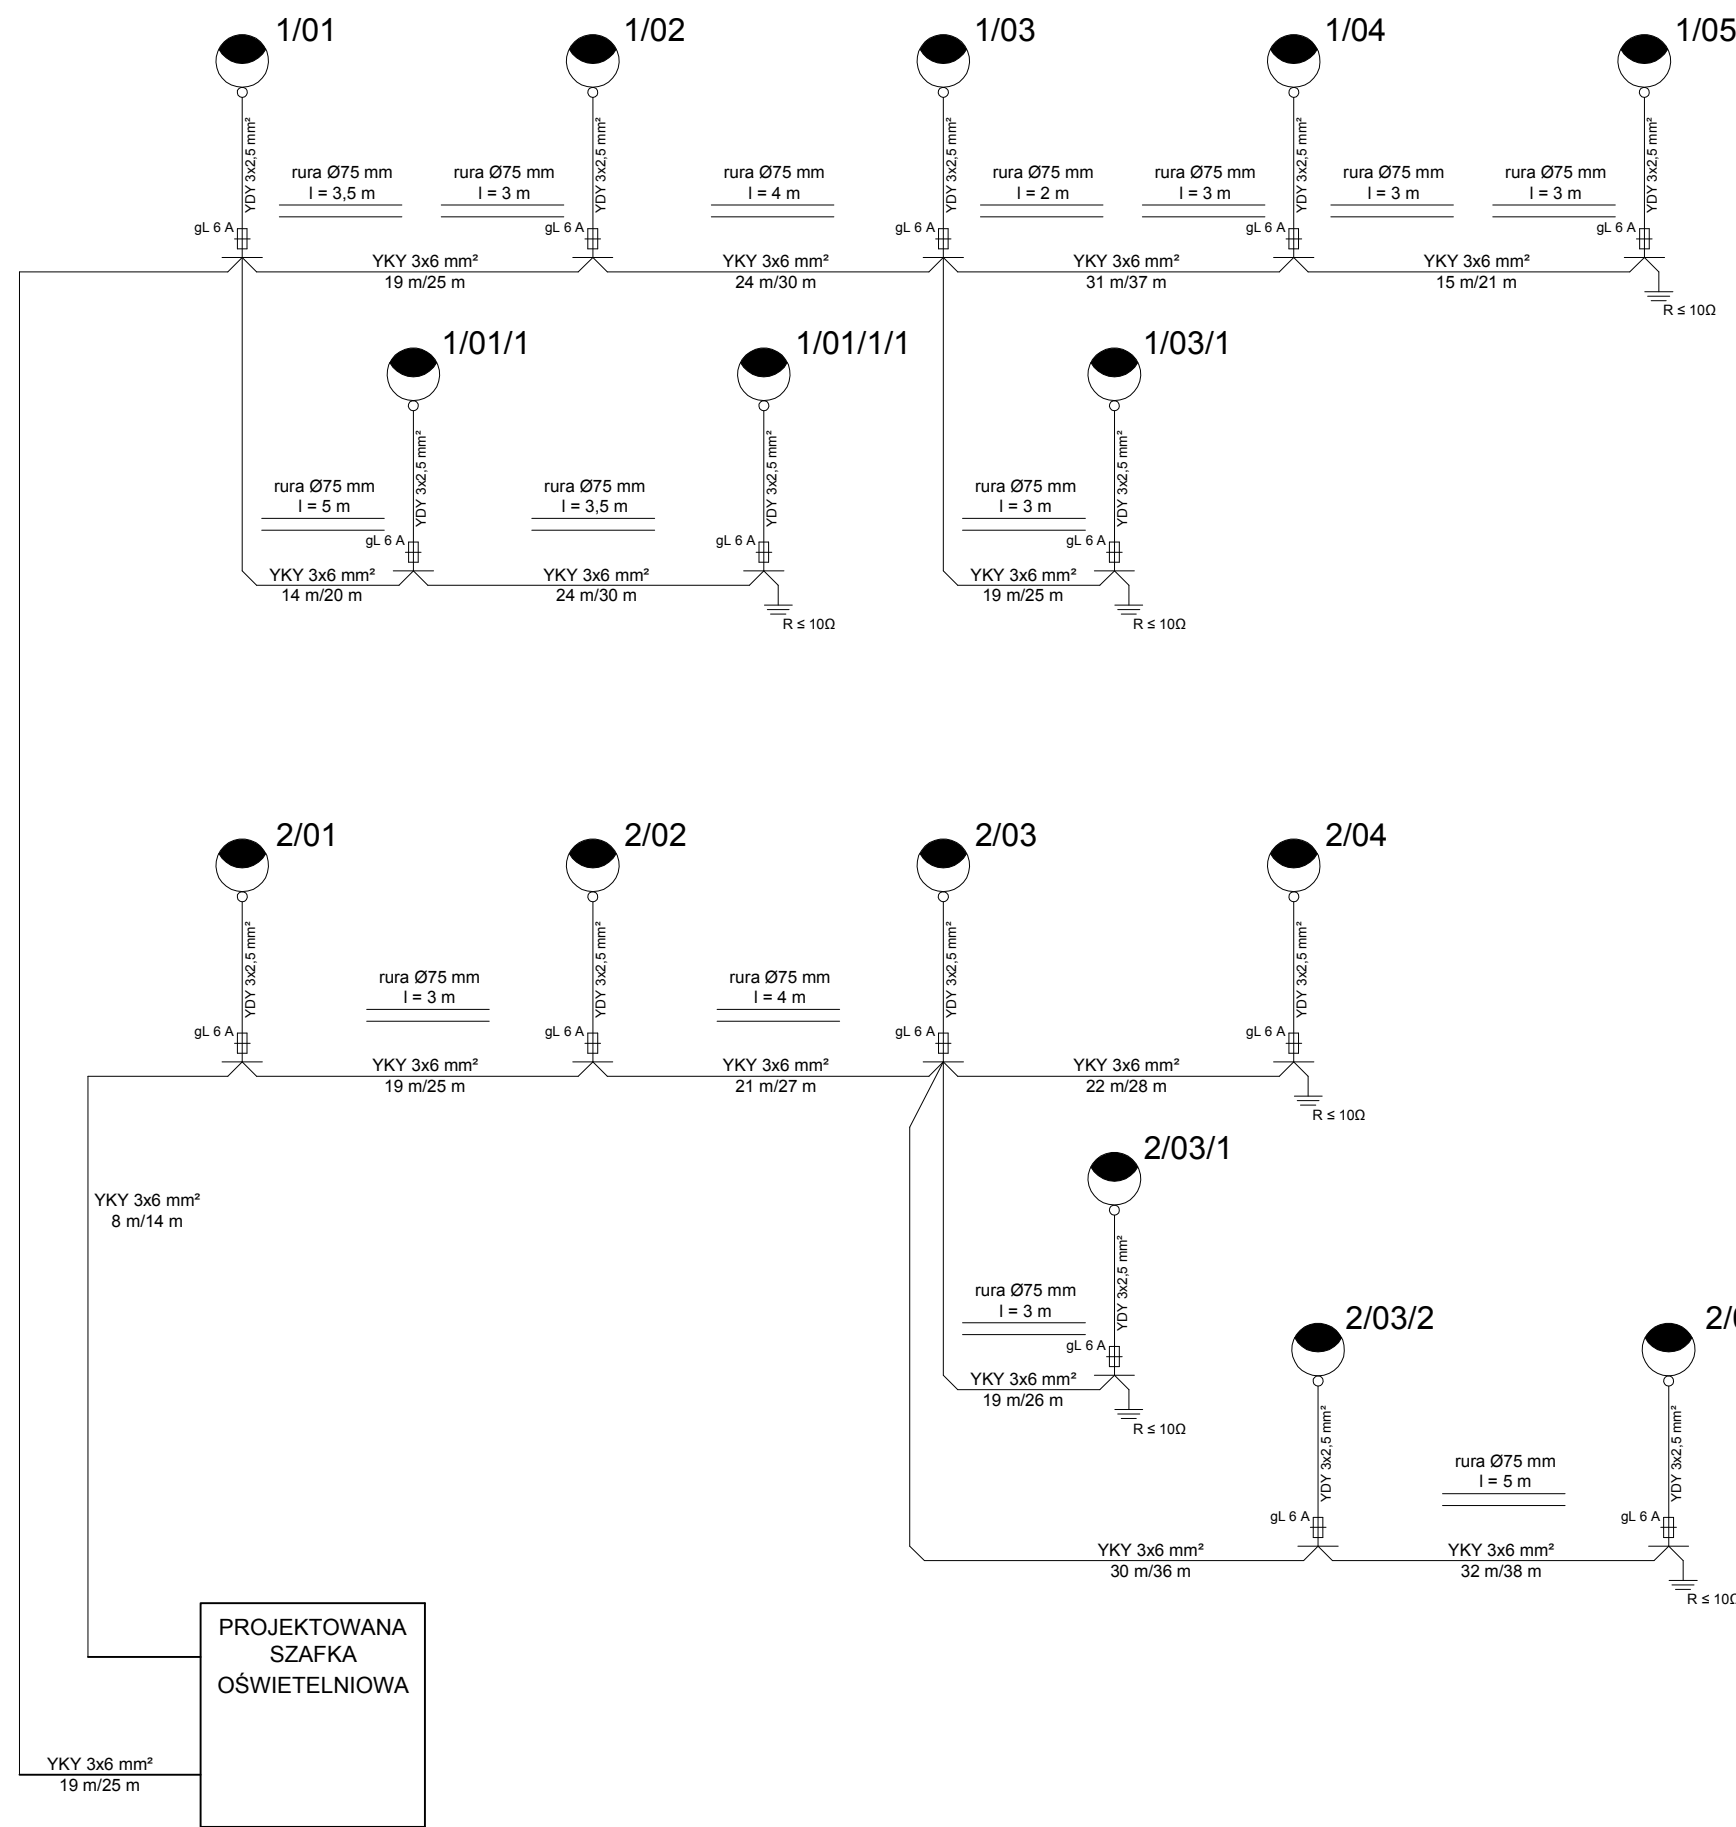 1/01
1/02
1/03
1/04
1/05
YDY 3x2,5 mm²
YDY 3x2,5 mm²
YDY 3x2,5 mm²
YDY 3x2,5 mm²
YDY 3x2,5 mm²
rura Ø75 mm
l = 3,5 m
rura Ø75 mm
l = 3 m
rura Ø75 mm
l = 4 m
rura Ø75 mm
l = 2 m
rura Ø75 mm
l = 3 m
rura Ø75 mm
l = 3 m
rura Ø75 mm
l = 3 m
gL 6 A
gL 6 A
gL 6 A
gL 6 A
gL 6 A
YKY 3x6 mm²
19 m/25 m
YKY 3x6 mm²
24 m/30 m
YKY 3x6 mm²
31 m/37 m
YKY 3x6 mm²
15 m/21 m
R ≤ 10Ω
1/01/1
1/01/1/1
1/03/1
YDY 3x2,5 mm²
YDY 3x2,5 mm²
YDY 3x2,5 mm²
rura Ø75 mm
l = 5 m
rura Ø75 mm
l = 3,5 m
rura Ø75 mm
l = 3 m
gL 6 A
gL 6 A
gL 6 A
YKY 3x6 mm²
14 m/20 m
YKY 3x6 mm²
24 m/30 m
YKY 3x6 mm²
19 m/25 m
R ≤ 10Ω
R ≤ 10Ω
2/01
2/02
2/03
2/04
YDY 3x2,5 mm²
YDY 3x2,5 mm²
YDY 3x2,5 mm²
YDY 3x2,5 mm²
rura Ø75 mm
l = 3 m
rura Ø75 mm
l = 4 m
gL 6 A
gL 6 A
gL 6 A
gL 6 A
YKY 3x6 mm²
19 m/25 m
YKY 3x6 mm²
21 m/27 m
YKY 3x6 mm²
22 m/28 m
R ≤ 10Ω
2/03/1
YKY 3x6 mm²
8 m/14 m
YDY 3x2,5 mm²
rura Ø75 mm
l = 3 m
gL 6 A
YKY 3x6 mm²
19 m/26 m
R ≤ 10Ω
2/03/2
YDY 3x2,5 mm²
YDY 3x2,5 mm²
rura Ø75 mm
l = 5 m
gL 6 A
gL 6 A
YKY 3x6 mm²
30 m/36 m
YKY 3x6 mm²
32 m/38 m
R ≤ 10Ω
PROJEKTOWANA
SZAFKA
OŚWIETELNIOWA
YKY 3x6 mm²
19 m/25 m